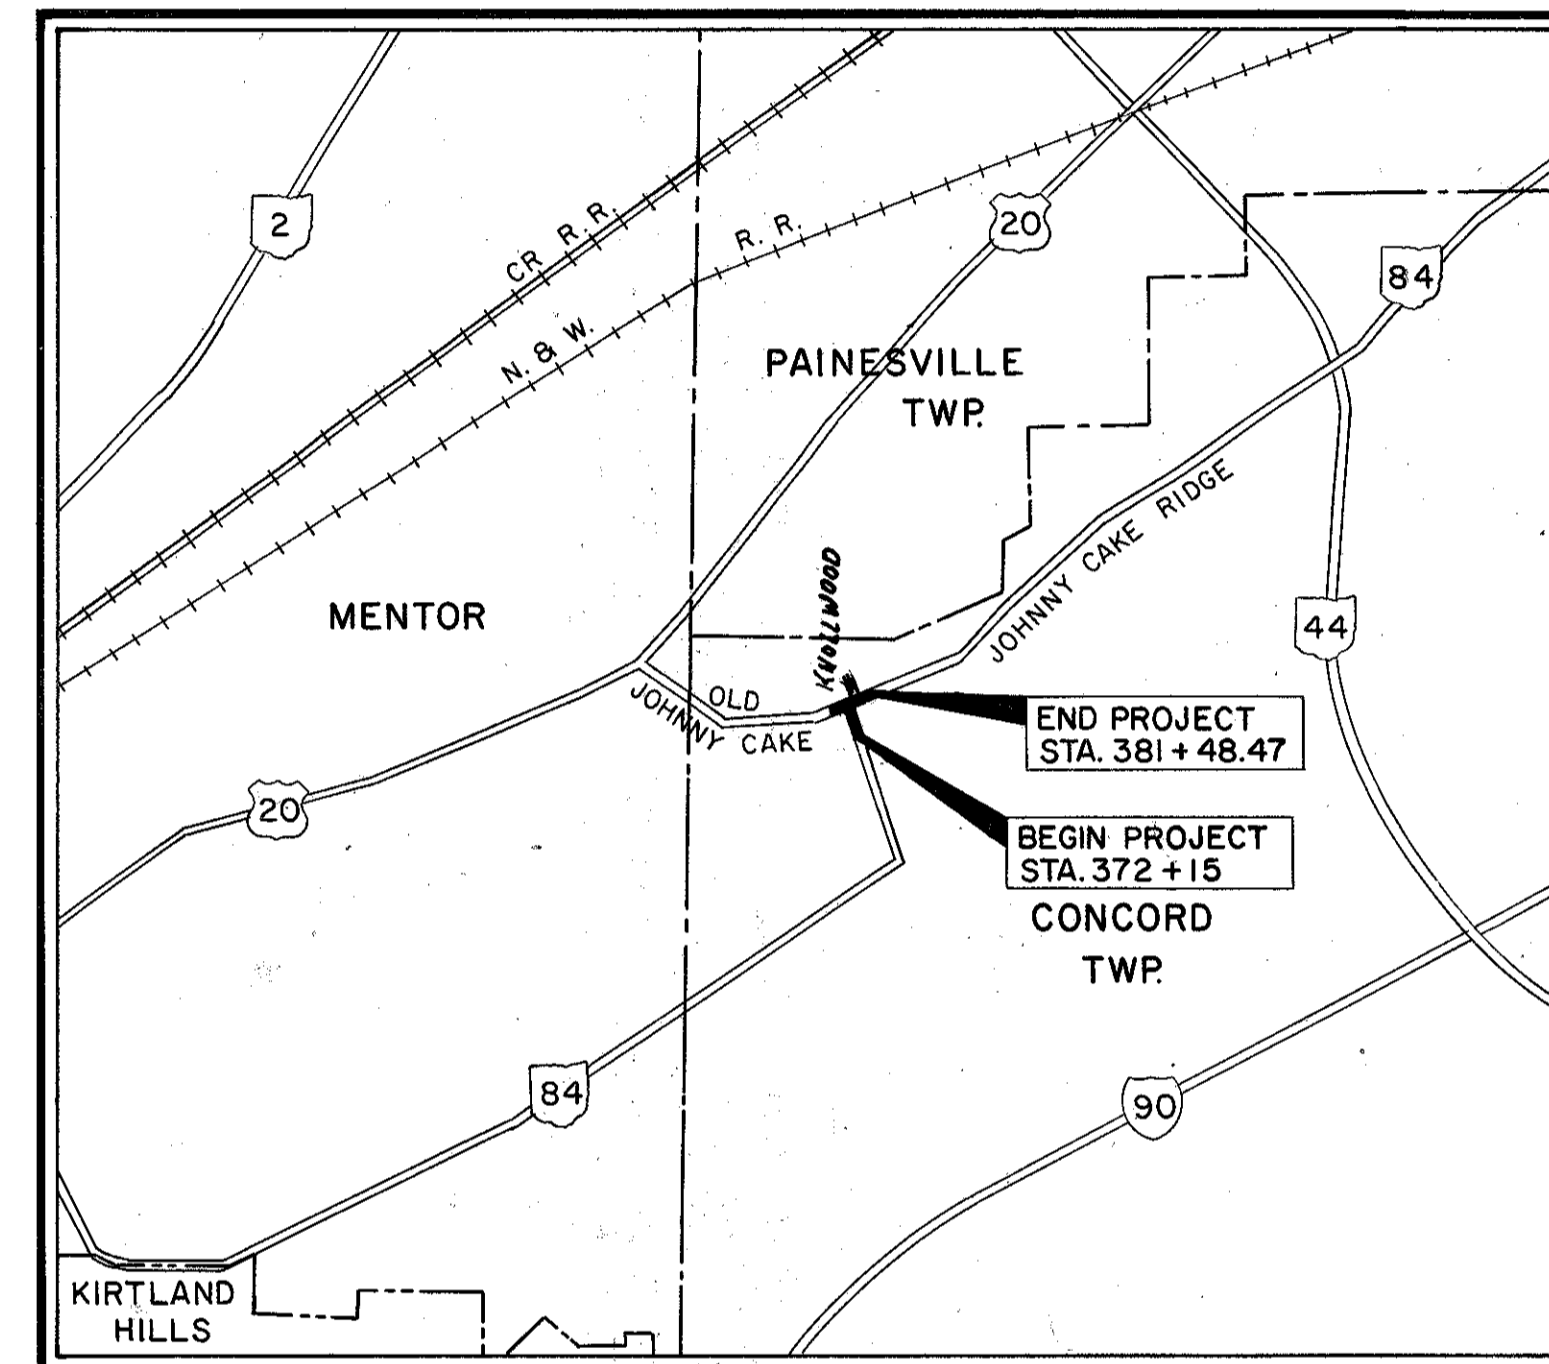 2
CR R. R.
N. & W. R. R.
20
84
PAINESVILLE
TWP.
JOHNNY CAKE RIDGE
MENTOR
KNOLLWOOD
44
OLD
JOHNNY CAKE
END PROJECT
STA. 381 + 48.47
20
BEGIN PROJECT
STA. 372 + 15
CONCORD
TWP.
84
90
KIRTLAND
HILLS